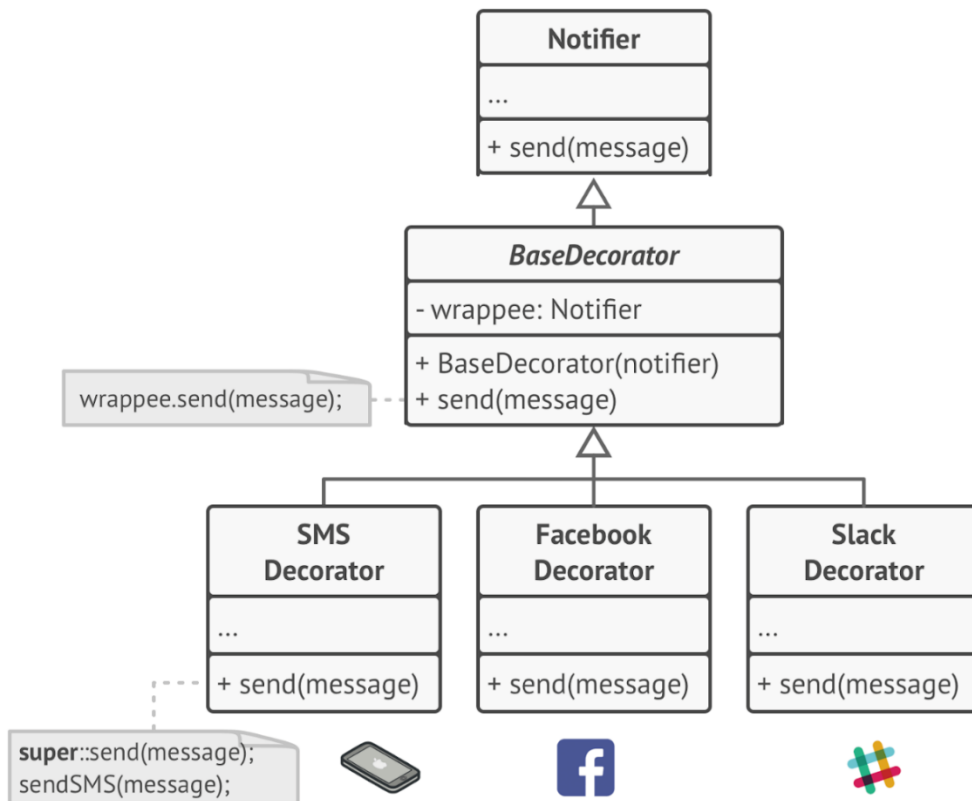 Notifier
...
+ send(message)
BaseDecorator
- wrappee: Notifier
+ BaseDecorator(notifier)
+ send(message)
wrappee.send(message);
SMS
Decorator
...
+ send(message)
Facebook
Decorator
...
+ send(message)
Slack
Decorator
...
+ send(message)
super::send(message);
sendSMS(message);
f